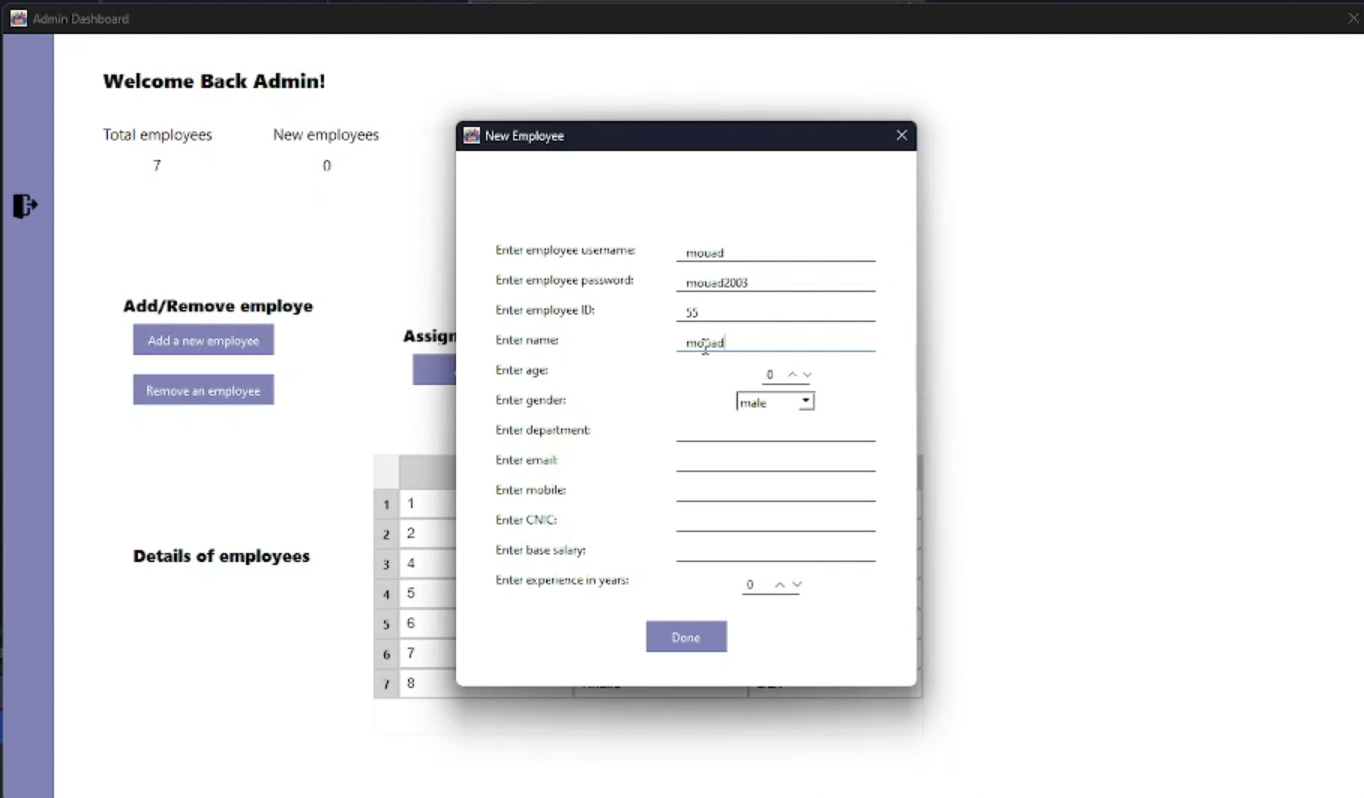 Admin Dashboard
Welcome Back Admin!
Total employees New employees
7 0
Add/Remove employe
Add a new employee
Remove an employee
Assign
Details of employees
1 1
2 2
3 4
4 5
5 6
6 7
7 8
New Employee
Enter employee username: mouad
Enter employee password: mouad2003
Enter employee ID: 55
Enter name: mouad
Enter age: 0
Enter gender: male
Enter department:
Enter email:
Enter mobile:
Enter CNIC:
Enter base salary:
Enter experience in years: 0
Done